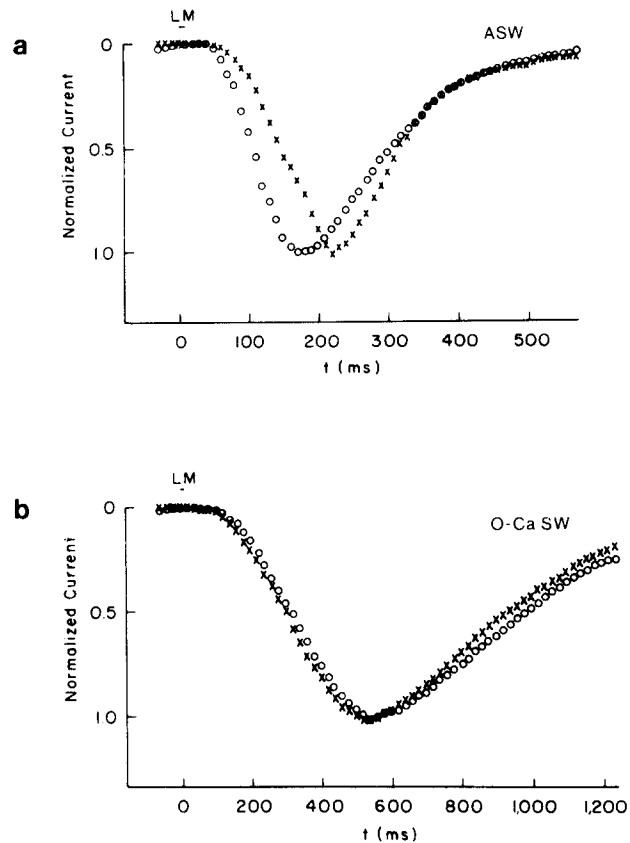 a
LM
ASW
Normalized Current
0
0.5
1.0
0 100 200 300 400 500
t (ms)
b
LM
O-Ca SW
Normalized Current
0
0.5
1.0
0 200 400 600 800 1,000 1,200
t (ms)